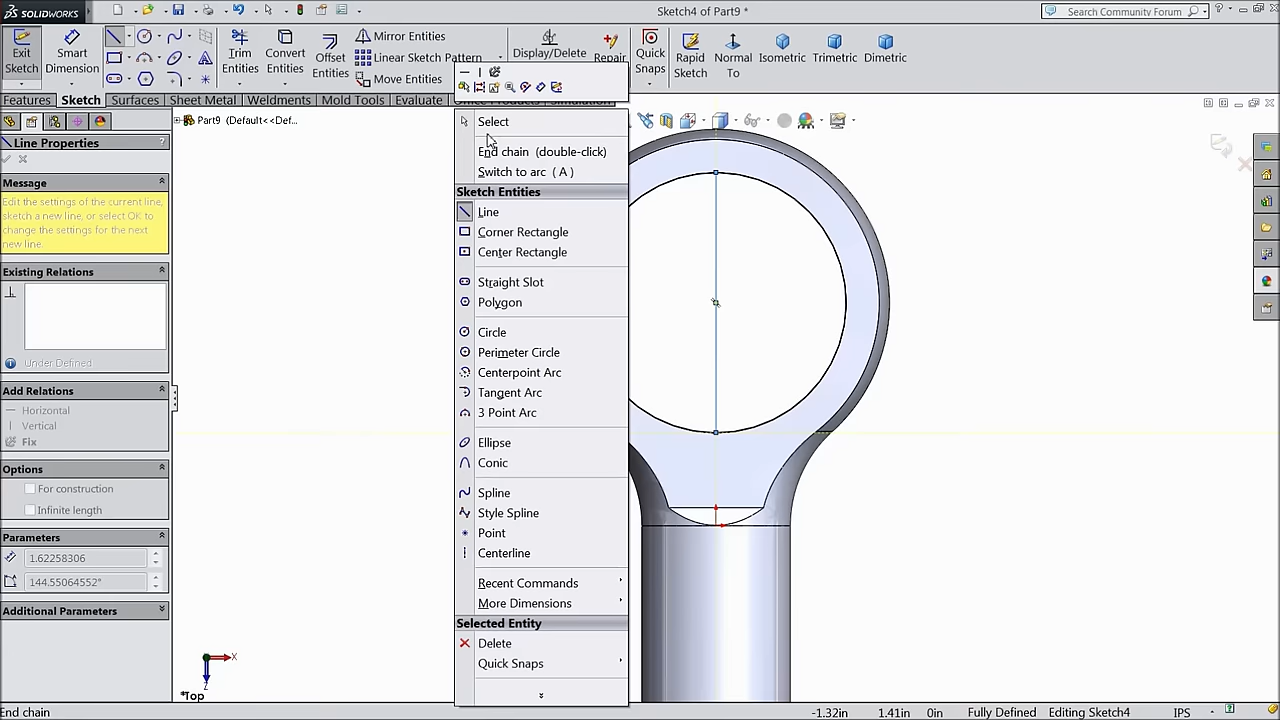 SOLIDWORKS
Sketch4 of Part9 *
Search Community Forum
Exit Sketch
Smart Dimension
Trim Entities
Convert Entities
Offset Entities
Mirror Entities
Linear Sketch Pattern
Move Entities
Display/Delete
Repair
Quick Snaps
Rapid Sketch
Normal To
Isometric
Trimetric
Dimetric
Features
Sketch
Surfaces
Sheet Metal
Weldments
Mold Tools
Evaluate
Line Properties
Part9 (Default<<Def...
Message
Edit the settings of the current line,
sketch a new line, or select OK to
change the settings for the next
new line.
Existing Relations
Under Defined
Add Relations
Horizontal
Vertical
Fix
Options
For construction
Infinite length
Parameters
1.62258306
144.55064552°
Additional Parameters
Select
End chain (double-click)
Switch to arc ( A )
Sketch Entities
Line
Corner Rectangle
Center Rectangle
Straight Slot
Polygon
Circle
Perimeter Circle
Centerpoint Arc
Tangent Arc
3 Point Arc
Ellipse
Conic
Spline
Style Spline
Point
Centerline
Recent Commands
More Dimensions
Selected Entity
Delete
Quick Snaps
X
Z
*Top
End chain
-1.32in
1.41in
0in
Fully Defined
Editing Sketch4
IPS